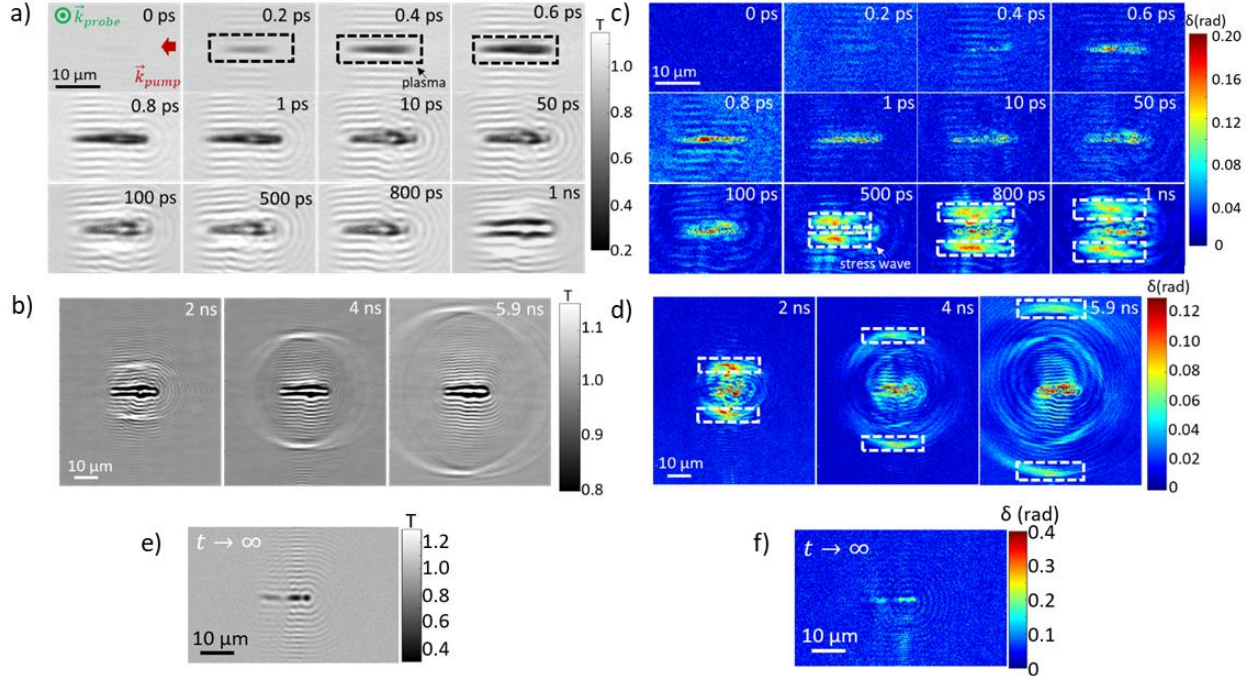 a)
k⃗probe
0 ps
0.2 ps
0.4 ps
0.6 ps
T
k⃗pump
10 µm
plasma
1.0
0.8
0.6
0.4
0.2
0.8 ps
1 ps
10 ps
50 ps
100 ps
500 ps
800 ps
1 ns
c)
0 ps
0.2 ps
0.4 ps
0.6 ps
δ(rad)
10 µm
0.20
0.16
0.12
0.08
0.04
0
0.8 ps
1 ps
10 ps
50 ps
100 ps
500 ps
800 ps
1 ns
stress wave
b)
2 ns
4 ns
5.9 ns
T
10 µm
1.1
1.0
0.9
0.8
d)
2 ns
4 ns
5.9 ns
δ(rad)
10 µm
0.12
0.10
0.08
0.06
0.04
0.02
0
e)
t → ∞
T
10 µm
1.2
1.0
0.8
0.6
0.4
f)
t → ∞
δ (rad)
10 µm
0.4
0.3
0.2
0.1
0